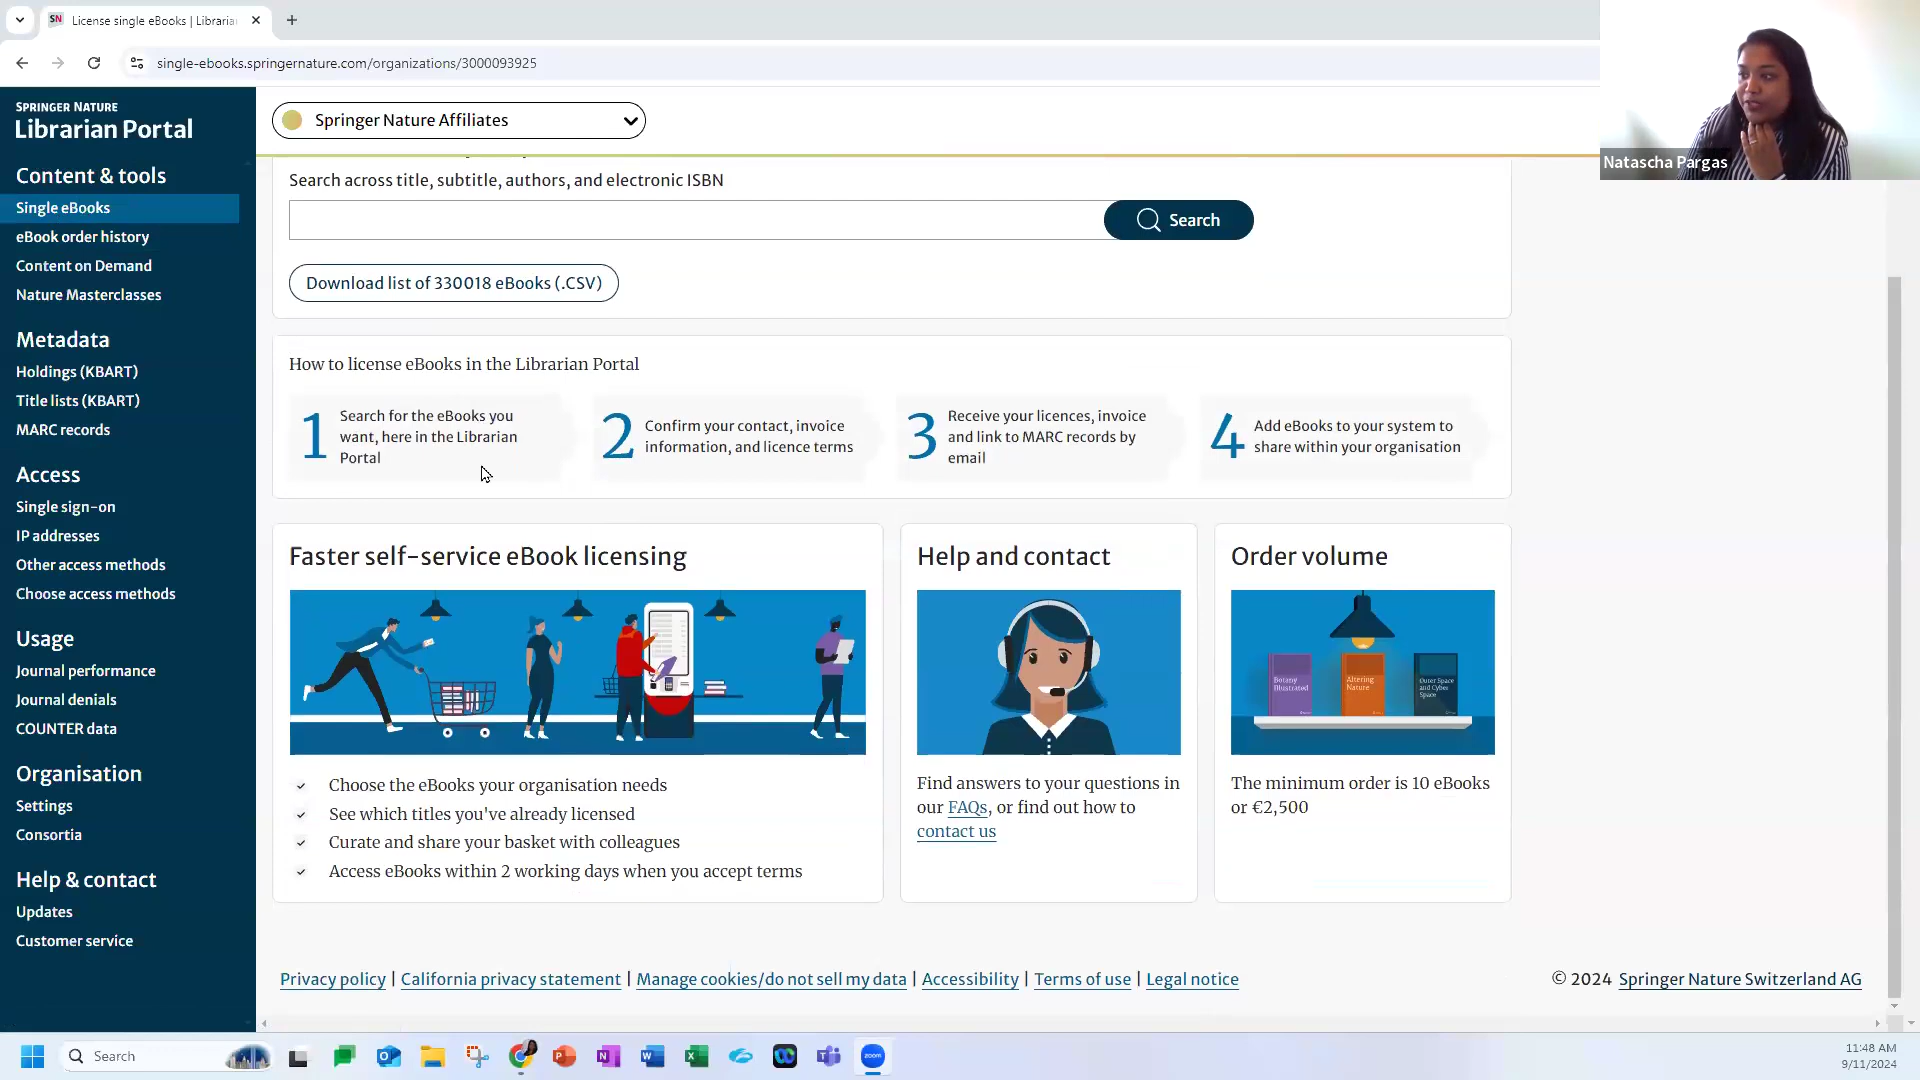 License single eBooks | Libraria
single-ebooks.springernature.com/organizations/3000093925
Natascha Pargas
SPRINGER NATURE
Librarian Portal
Content & tools
Single eBooks
eBook order history
Content on Demand
Nature Masterclasses
Metadata
Holdings (KBART)
Title lists (KBART)
MARC records
Access
Single sign-on
IP addresses
Other access methods
Choose access methods
Usage
Journal performance
Journal denials
COUNTER data
Organisation
Settings
Consortia
Help & contact
Updates
Customer service
Springer Nature Affiliates
Search across title, subtitle, authors, and electronic ISBN
Search
Download list of 330018 eBooks (.CSV)
How to license eBooks in the Librarian Portal
1
Search for the eBooks you
want, here in the Librarian
Portal
2
Confirm your contact, invoice
information, and licence terms
3
Receive your licences, invoice
and link to MARC records by
email
4
Add eBooks to your system to
share within your organisation
Faster self-service eBook licensing
Choose the eBooks your organisation needs
See which titles you've already licensed
Curate and share your basket with colleagues
Access eBooks within 2 working days when you accept terms
Help and contact
Find answers to your questions in
our FAQs, or find out how to
contact us
Order volume
Botany
Illustrated
Altering
Nature
Outer Space
and Cyber
Space
The minimum order is 10 eBooks
or €2,500
Privacy policy | California privacy statement | Manage cookies/do not sell my data | Accessibility | Terms of use | Legal notice
© 2024 Springer Nature Switzerland AG
Search
zoom
11:48 AM
9/11/2024